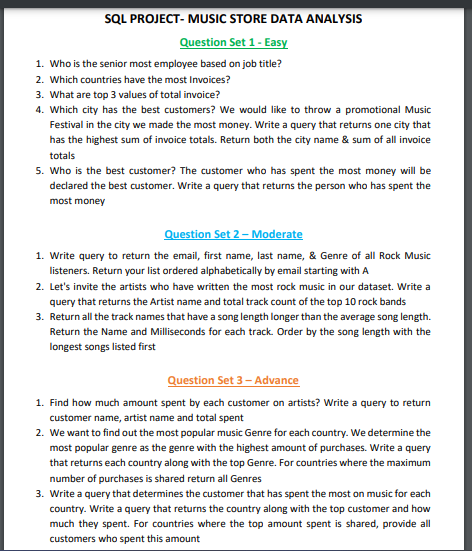 SQL PROJECT- MUSIC STORE DATA ANALYSIS
Question Set 1 - Easy
1. Who is the senior most employee based on job title?
2. Which countries have the most Invoices?
3. What are top 3 values of total invoice?
4. Which city has the best customers? We would like to throw a promotional Music
Festival in the city we made the most money. Write a query that returns one city that
has the highest sum of invoice totals. Return both the city name & sum of all invoice
totals
5. Who is the best customer? The customer who has spent the most money will be
declared the best customer. Write a query that returns the person who has spent the
most money
Question Set 2 – Moderate
1. Write query to return the email, first name, last name, & Genre of all Rock Music
listeners. Return your list ordered alphabetically by email starting with A
2. Let's invite the artists who have written the most rock music in our dataset. Write a
query that returns the Artist name and total track count of the top 10 rock bands
3. Return all the track names that have a song length longer than the average song length.
Return the Name and Milliseconds for each track. Order by the song length with the
longest songs listed first
Question Set 3 – Advance
1. Find how much amount spent by each customer on artists? Write a query to return
customer name, artist name and total spent
2. We want to find out the most popular music Genre for each country. We determine the
most popular genre as the genre with the highest amount of purchases. Write a query
that returns each country along with the top Genre. For countries where the maximum
number of purchases is shared return all Genres
3. Write a query that determines the customer that has spent the most on music for each
country. Write a query that returns the country along with the top customer and how
much they spent. For countries where the top amount spent is shared, provide all
customers who spent this amount